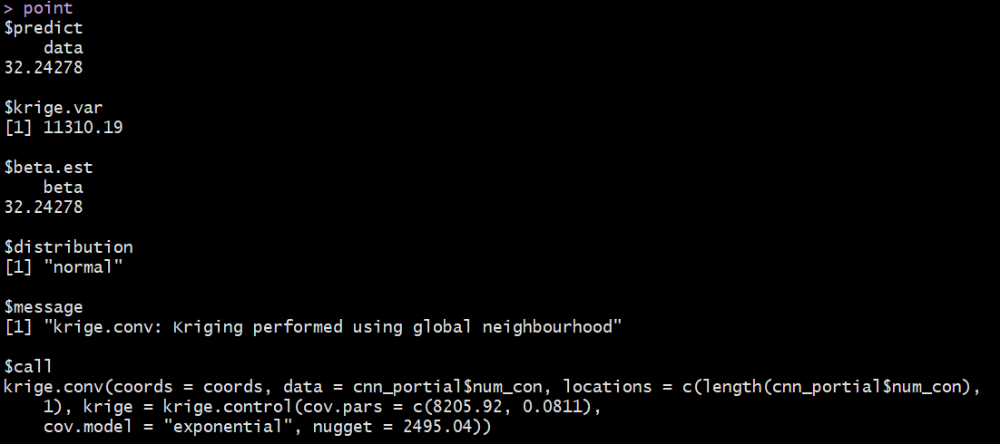 > point
$predict
    data
32.24278
$krige.var
[1] 11310.19
$beta.est
    beta
32.24278
$distribution
[1] "normal"
$message
[1] "krige.conv: Kriging performed using global neighbourhood"
$call
krige.conv(coords = coords, data = cnn_portial$num_con, locations = c(length(cnn_portial$num_con),
    1), krige = krige.control(cov.pars = c(8205.92, 0.0811),
    cov.model = "exponential", nugget = 2495.04))